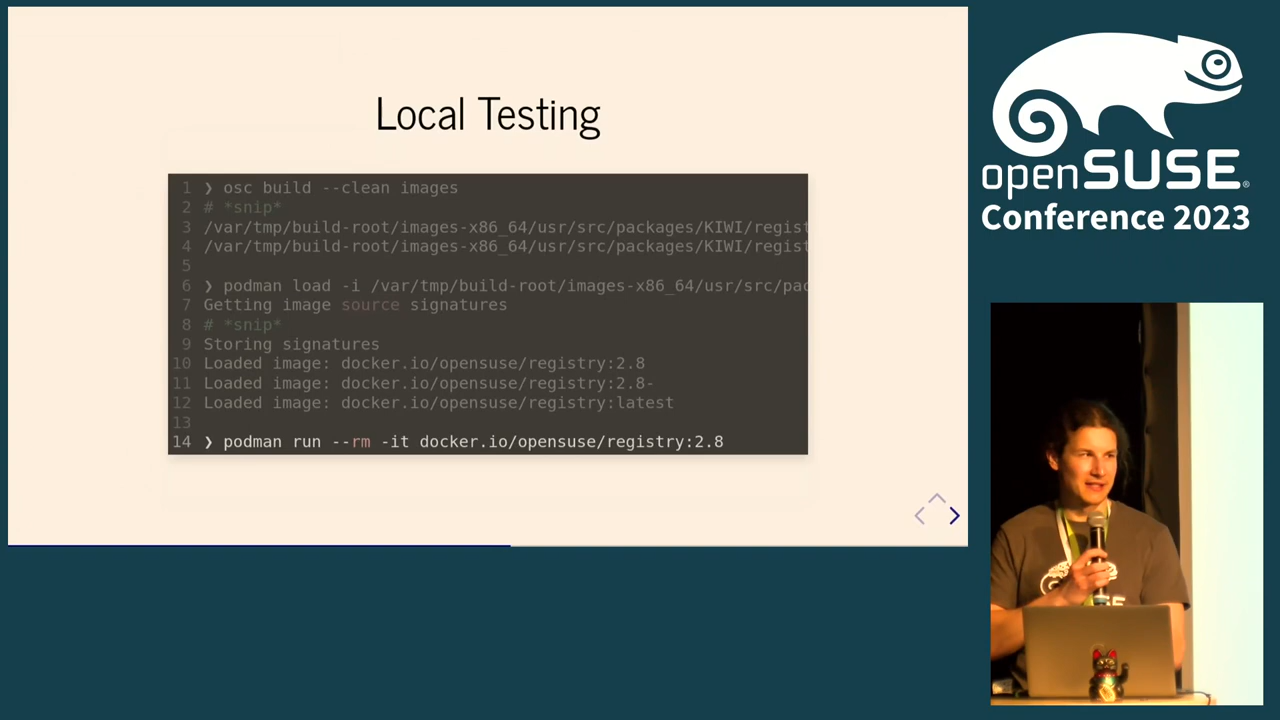 Local Testing
1 ❯ osc build --clean images
2 # *snip*
3 /var/tmp/build-root/images-x86_64/usr/src/packages/KIWI/regist
4 /var/tmp/build-root/images-x86_64/usr/src/packages/KIWI/regist
5
6 ❯ podman load -i /var/tmp/build-root/images-x86_64/usr/src/pac
7 Getting image source signatures
8 # *snip*
9 Storing signatures
10 Loaded image: docker.io/opensuse/registry:2.8
11 Loaded image: docker.io/opensuse/registry:2.8-
12 Loaded image: docker.io/opensuse/registry:latest
13
14 ❯ podman run --rm -it docker.io/opensuse/registry:2.8
openSUSE®
Conference 2023